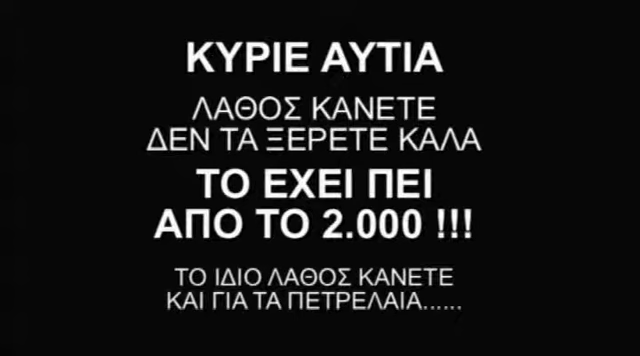 ΚΥΡΙΕ ΑΥΤΙΑ
ΛΑΘΟΣ ΚΑΝΕΤΕ
ΔΕΝ ΤΑ ΞΕΡΕΤΕ ΚΑΛΑ
ΤΟ ΕΧΕΙ ΠΕΙ
ΑΠΟ ΤΟ 2.000 !!!
ΤΟ ΙΔΙΟ ΛΑΘΟΣ ΚΑΝΕΤΕ
ΚΑΙ ΓΙΑ ΤΑ ΠΕΤΡΕΛΑΙΑ......